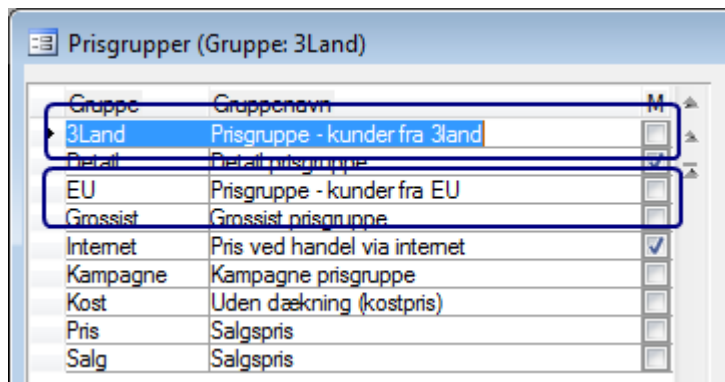 Prisgrupper (Gruppe: 3Land)
Gruppe Gruppenavn M
3Land Prisgruppe - kunder fra 3land
Detail Detail prisgruppe
EU Prisgruppe - kunder fra EU
Grossist Grossist prisgruppe
Internet Pris ved handel via internet
Kampagne Kampagne prisgruppe
Kost Uden dækning (kostpris)
Pris Salgspris
Salg Salgspris